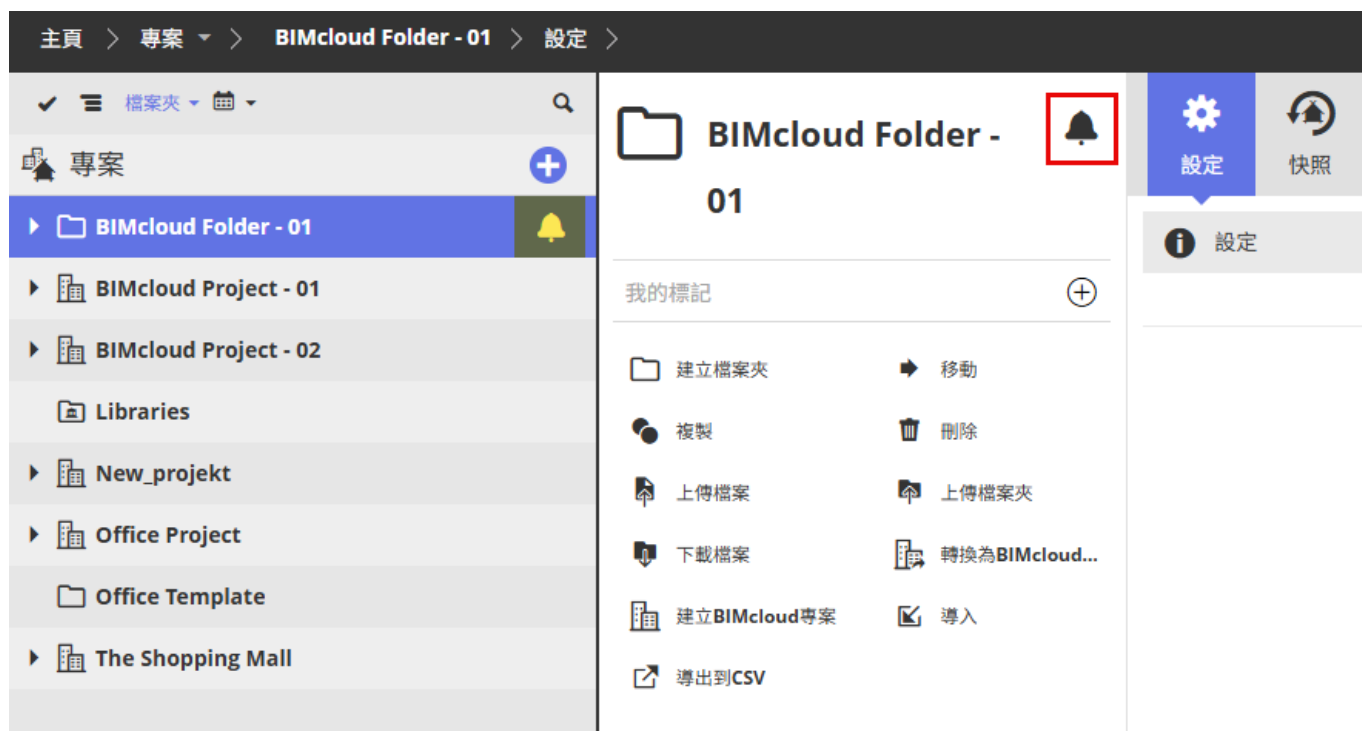 主頁 > 專案 > BIMcloud Folder - 01 > 設定 >
檔案夾
專案
BIMcloud Folder - 01
BIMcloud Project - 01
BIMcloud Project - 02
Libraries
New_projekt
Office Project
Office Template
The Shopping Mall
BIMcloud Folder -
01
我的標記
建立檔案夾 移動
複製 刪除
上傳檔案 上傳檔案夾
下載檔案 轉換為BIMcloud...
建立BIMcloud專案 導入
導出到CSV
設定 快照
設定